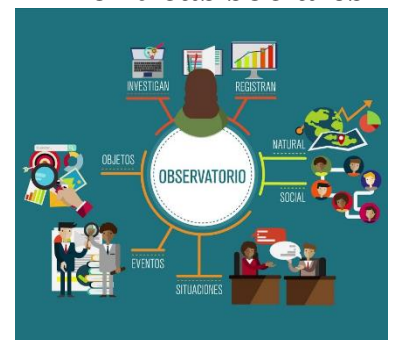 INVESTIGAN
REGISTRAN
NATURAL
OBJETOS
OBSERVATORIO
SOCIAL
EVENTOS
SITUACIONES